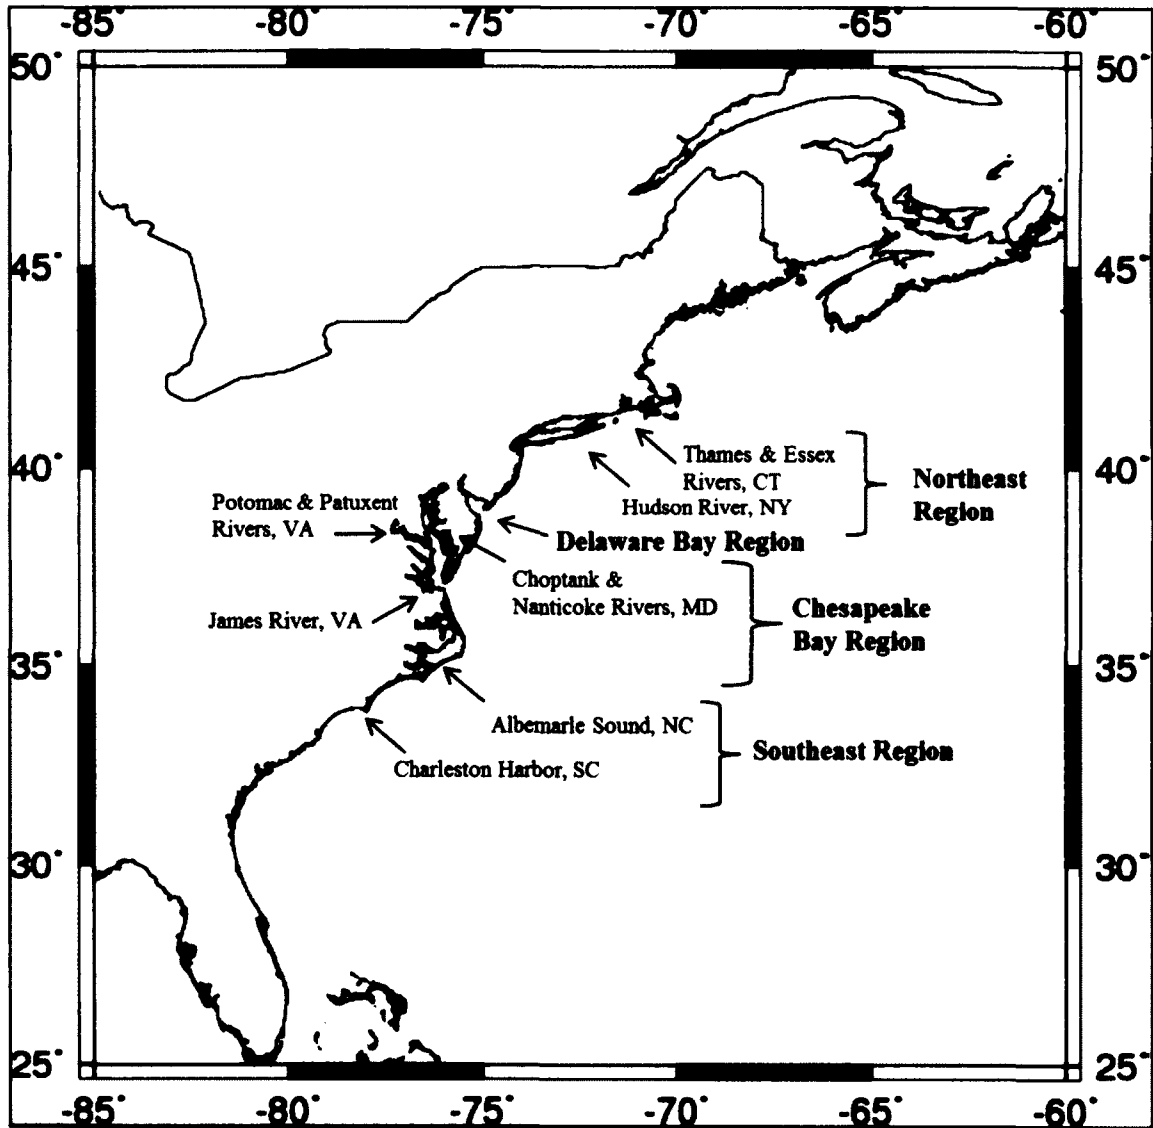 -85° -80° -75° -70° -65° -60°
50° 50°
45° 45°
40° 40°
Thames & Essex
Rivers, CT
Hudson River, NY
Northeast
Region
Potomac & Patuxent
Rivers, VA
Delaware Bay Region
Choptank &
Nanticoke Rivers, MD
James River, VA
Chesapeake
Bay Region
35° 35°
Albemarle Sound, NC
Charleston Harbor, SC
Southeast Region
30° 30°
25° 25°
-85° -80° -75° -70° -65° -60°